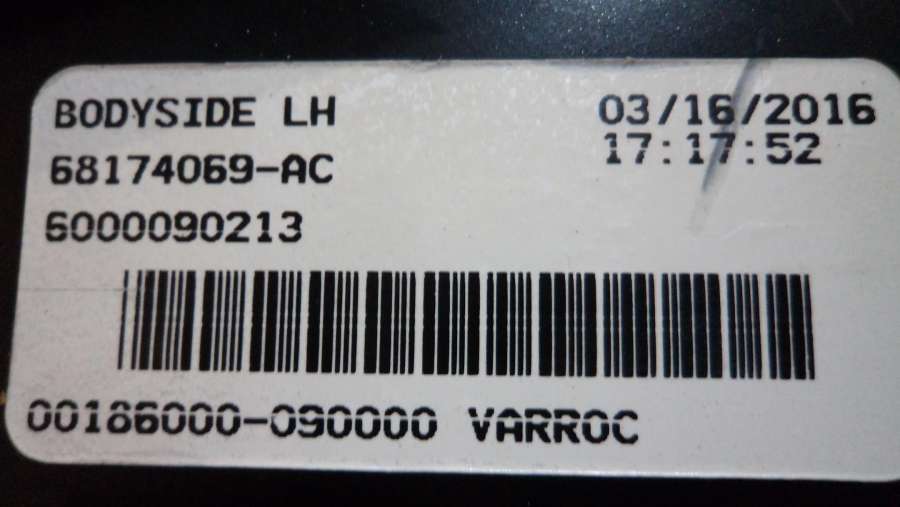 BODYSIDE LH 03/16/2016
68174069-AC 17:17:52
6000090213
00186000-090000 VARROC